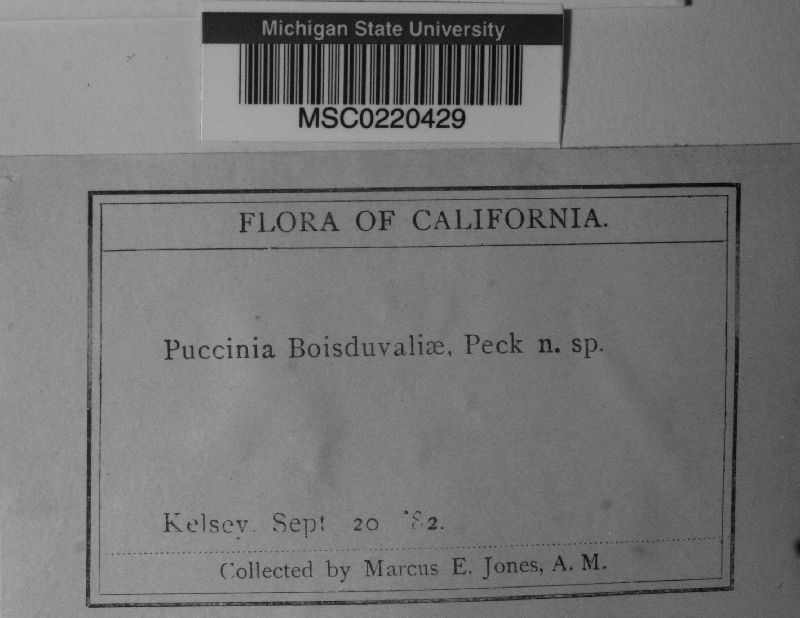 Michigan State University
MSC0220429
FLORA OF CALIFORNIA.
Puccinia Boisduvaliæ, Peck n. sp.
Kelsey. Sept 20 '82.
Collected by Marcus E. Jones, A. M.